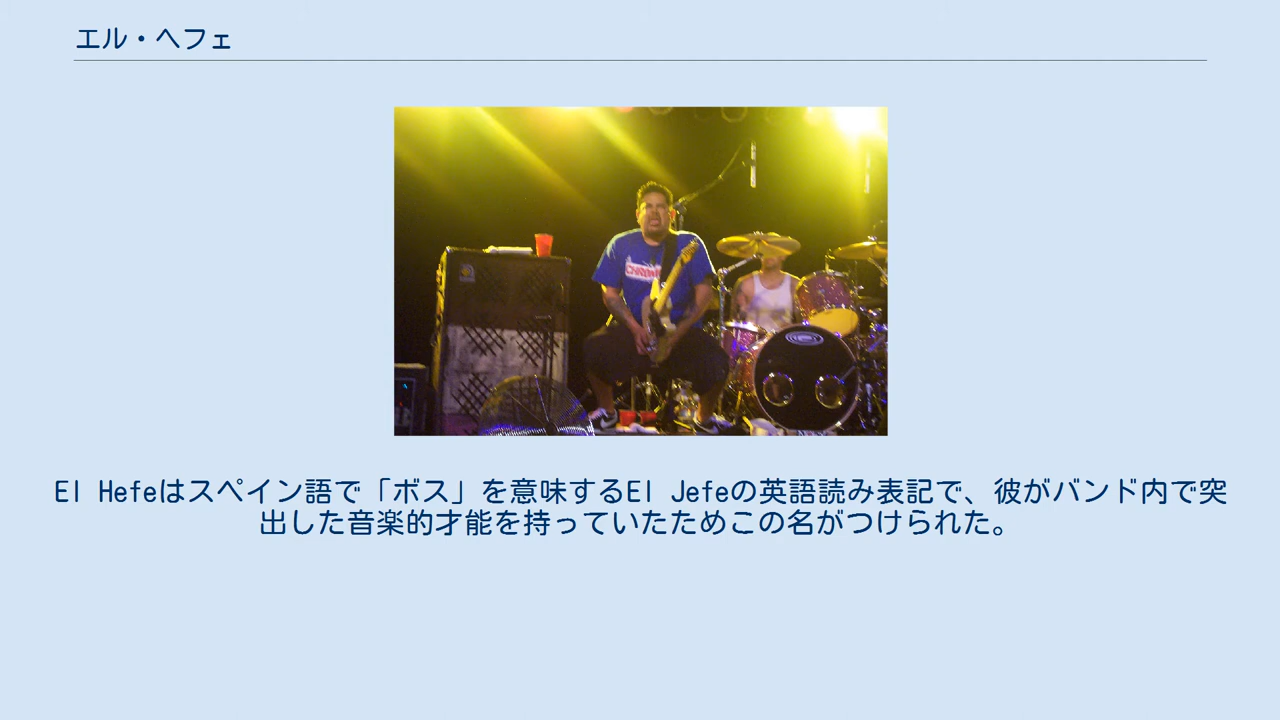 エル・ヘフェ
El Hefeはスペイン語で「ボス」を意味するEl Jefeの英語読み表記で、彼がバンド内で突
出した音楽的才能を持っていたためこの名がつけられた。